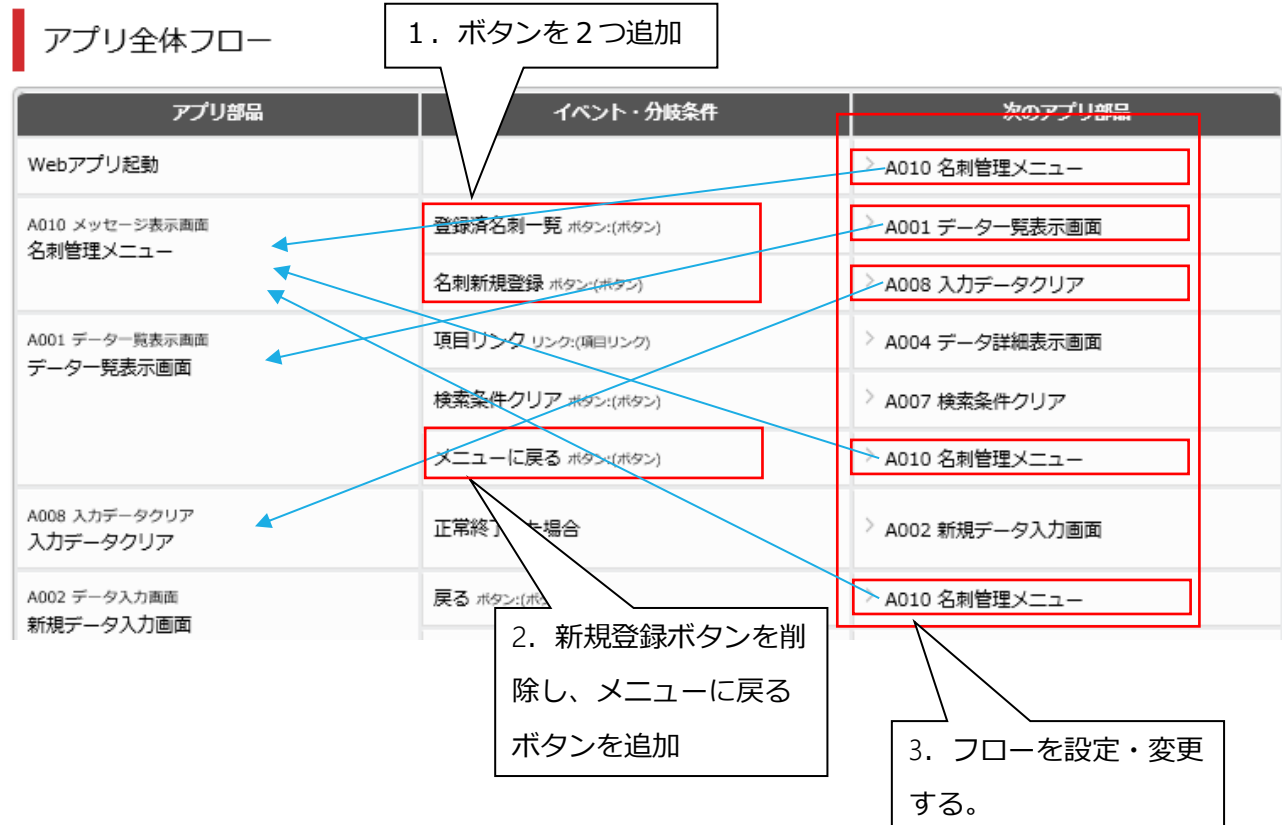 アプリ全体フロー
1．ボタンを２つ追加
アプリ部品 イベント・分岐条件 次のアプリ部品
Webアプリ起動 A010 名刺管理メニュー
A010 メッセージ表示画面
名刺管理メニュー
登録済名刺一覧 ボタン:(ボタン) A001 データ一覧表示画面
名刺新規登録 ボタン:(ボタン) A008 入力データクリア
A001 データ一覧表示画面
データ一覧表示画面
項目リンク リンク:(項目リンク) A004 データ詳細表示画面
検索条件クリア ボタン:(ボタン) A007 検索条件クリア
メニューに戻る ボタン:(ボタン) A010 名刺管理メニュー
A008 入力データクリア
入力データクリア
正常終了 場合 A002 新規データ入力画面
A002 データ入力画面
新規データ入力画面
戻る ボタン:(ボ A010 名刺管理メニュー
2．新規登録ボタンを削
除し、メニューに戻る
ボタンを追加
3．フローを設定・変更
する。